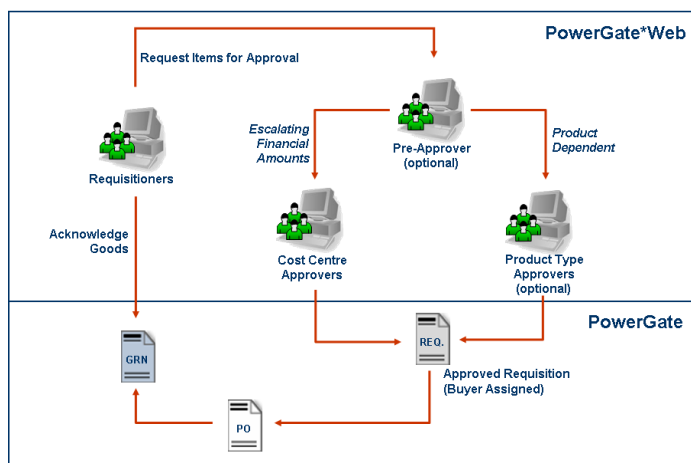 PowerGate*Web
Request Items for Approval
Escalating
Financial
Amounts
Pre-Approver
(optional)
Product
Dependent
Requisitioners
Acknowledge
Goods
Cost Centre
Approvers
Product Type
Approvers
(optional)
PowerGate
GRN
REQ.
Approved Requisition
(Buyer Assigned)
PO